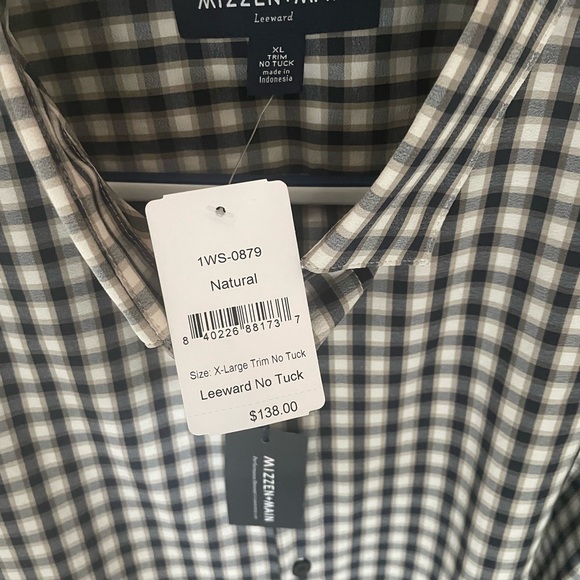 MIZZEN+MAIN
Leeward
XL
TRIM
NO TUCK
made in
Indonesia
1WS-0879
Natural
8 40226 88173 7
Size: X-Large Trim No Tuck
Leeward No Tuck
$138.00
MIZZEN+MAIN